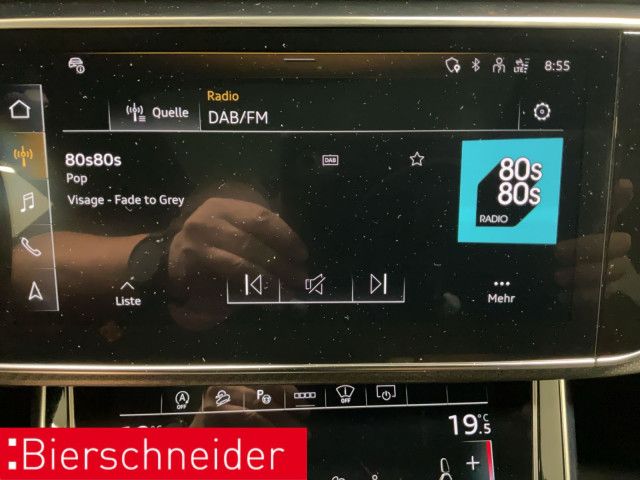 8:55
Radio
Quelle DAB/FM
80s80s
DAB
Pop
Visage - Fade to Grey
80s
80s
RADIO
Liste
Mehr
A OFF
P
OFF
19.5 °C
+
:Bierschneider